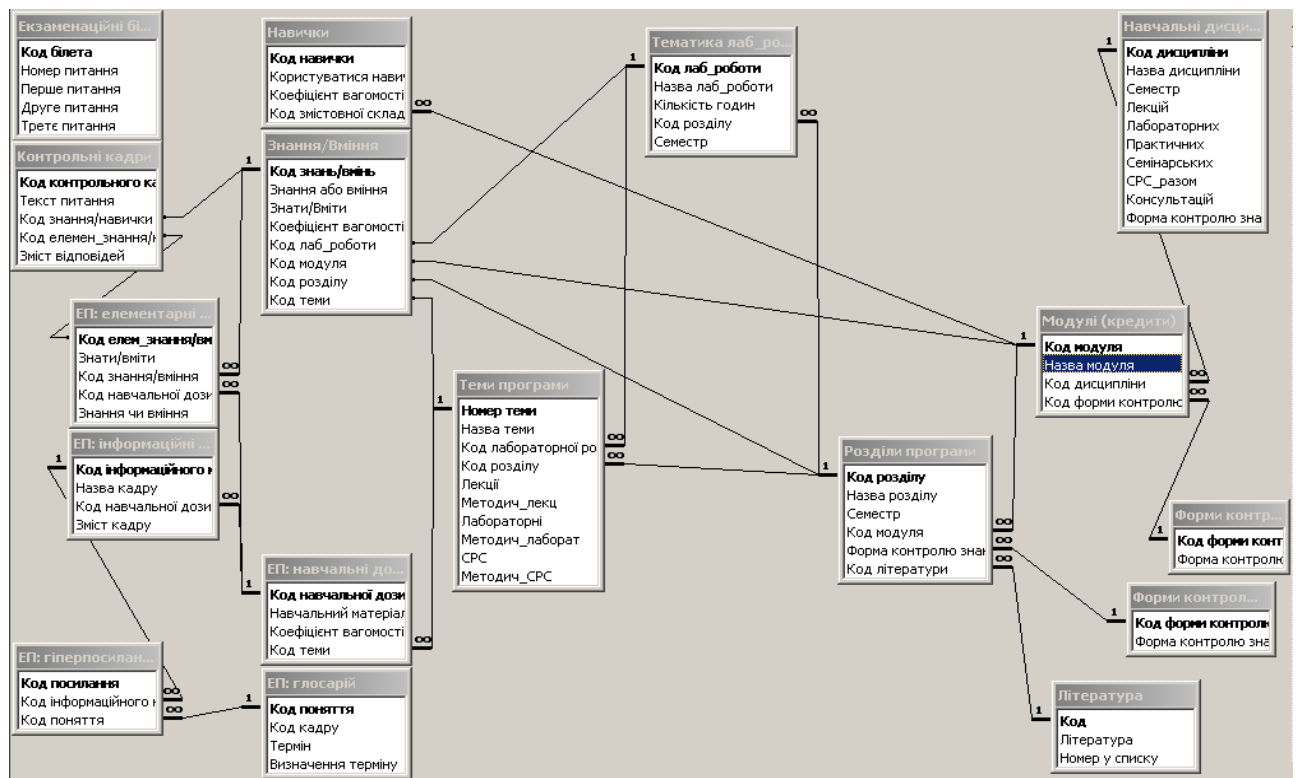 Екзаменаційні бі...
Код білета
Номер питання
Перше питання
Друге питання
Третє питання
Контрольні кадри
Код контрольного ка
Текст питання
Код знання/навички
Код елемен_знання/н
Зміст відповідей
ЕП: елементарні ...
Код елем_знання/вм
Знати/вміти
Код знання/вміння
Код навчальної дози
Знання чи вміння
ЕП: інформаційні ...
Код інформаційного к
Назва кадру
Код навчальної дози
Зміст кадру
ЕП: гіперпосилан...
Код посилання
Код інформаційного к
Код поняття
Навички
Код навички
Користуватися навич
Коефіцієнт вагомості
Код змістовної склад
Знання/Вміння
Код знань/вмінь
Знання або вміння
Знати/Вміти
Коефіцієнт вагомості
Код лаб_роботи
Код модуля
Код розділу
Код теми
ЕП: навчальні до...
Код навчальної дози
Навчальний матеріал
Коефіцієнт вагомості
Код теми
ЕП: глосарій
Код поняття
Код кадру
Термін
Визначення терміну
Теми програми
Номер теми
Назва теми
Код лабораторної ро
Код розділу
Лекції
Методич_лекц
Лабораторні
Методич_лаборат
СРС
Методич_СРС
Тематика лаб_ро...
Код лаб_роботи
Назва лаб_роботи
Кількість годин
Код розділу
Семестр
Розділи програми
Код розділу
Назва розділу
Семестр
Код модуля
Форма контролю знан
Код літератури
Навчальні дисци...
Код дисципліни
Назва дисципліни
Семестр
Лекцій
Лабораторних
Практичних
Семінарських
СРС_разом
Консультацій
Форма контролю зна
Модулі (кредити)
Код модуля
Назва модуля
Код дисципліни
Код форми контролю
Форми контр...
Код форми конт
Форма контролю
Форми контрол...
Код форми контролю
Форма контролю зна
Література
Код
Література
Номер у списку